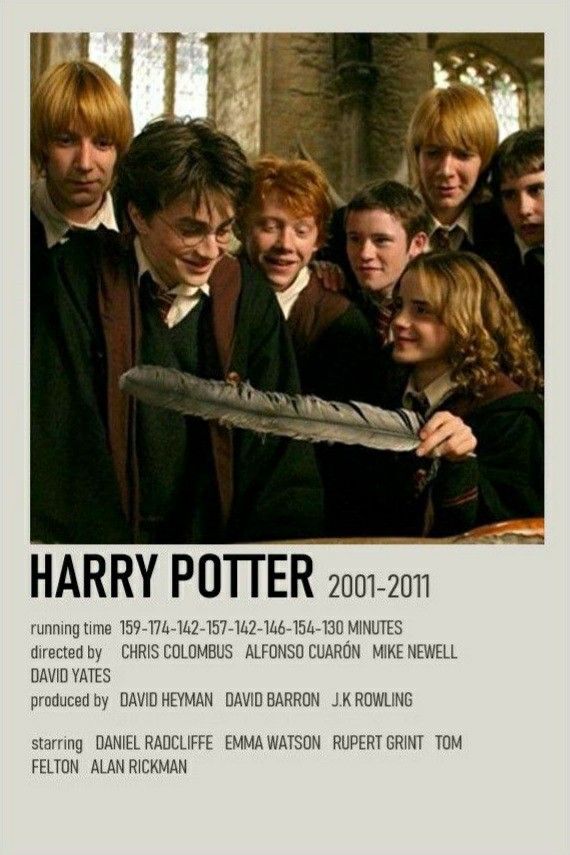 HARRY POTTER 2001-2011
running time 159-174-142-157-142-146-154-130 MINUTES
directed by CHRIS COLOMBUS ALFONSO CUARÓN MIKE NEWELL
DAVID YATES
produced by DAVID HEYMAN DAVID BARRON J.K ROWLING
starring DANIEL RADCLIFFE EMMA WATSON RUPERT GRINT TOM
FELTON ALAN RICKMAN